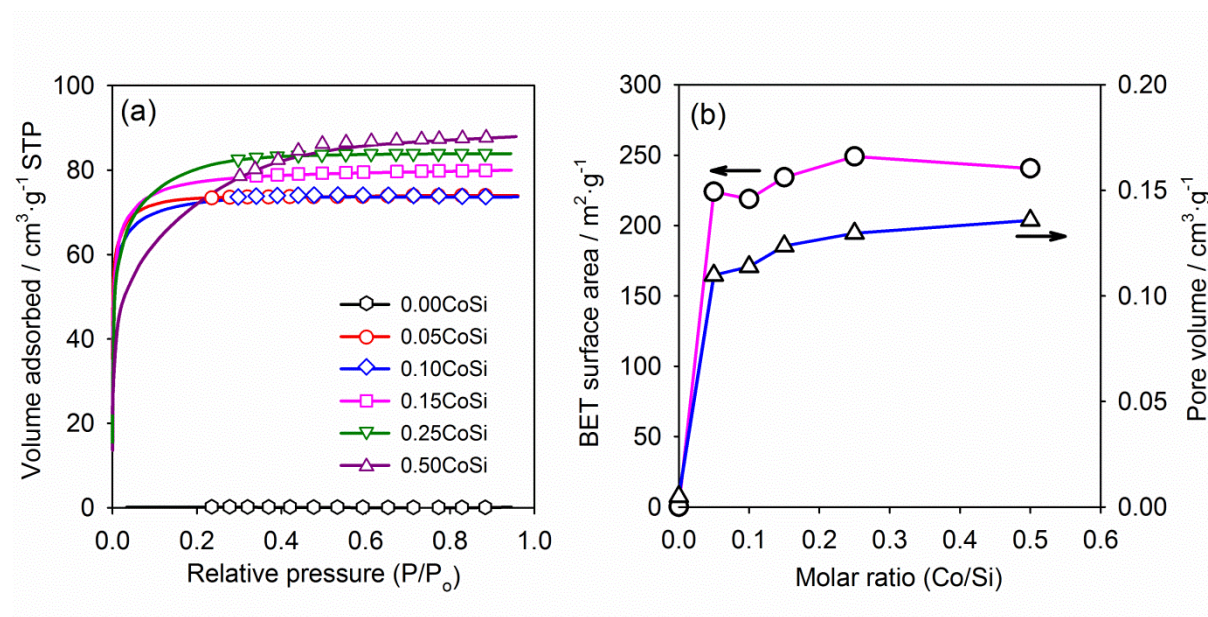 (a)
Volume adsorbed / cm³·g⁻¹ STP
100
80
60
40
20
0
0.00CoSi
0.05CoSi
0.10CoSi
0.15CoSi
0.25CoSi
0.50CoSi
0.0 0.2 0.4 0.6 0.8 1.0
Relative pressure (P/Pₒ)
(b)
BET surface area / m²·g⁻¹
300
250
200
150
100
50
0
0.20
0.15
0.10
0.05
0.00
Pore volume / cm³·g⁻¹
0.0 0.1 0.2 0.3 0.4 0.5 0.6
Molar ratio (Co/Si)